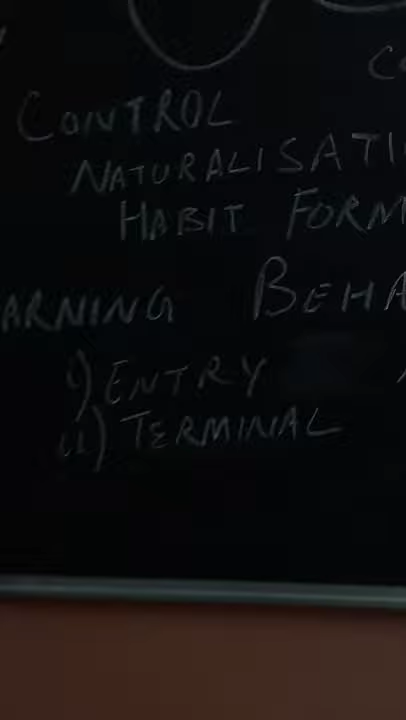 C
CONTROL
NATURALISATI
HABIT FORM
ARNING BEHA
i) ENTRY
ii) TERMINAL